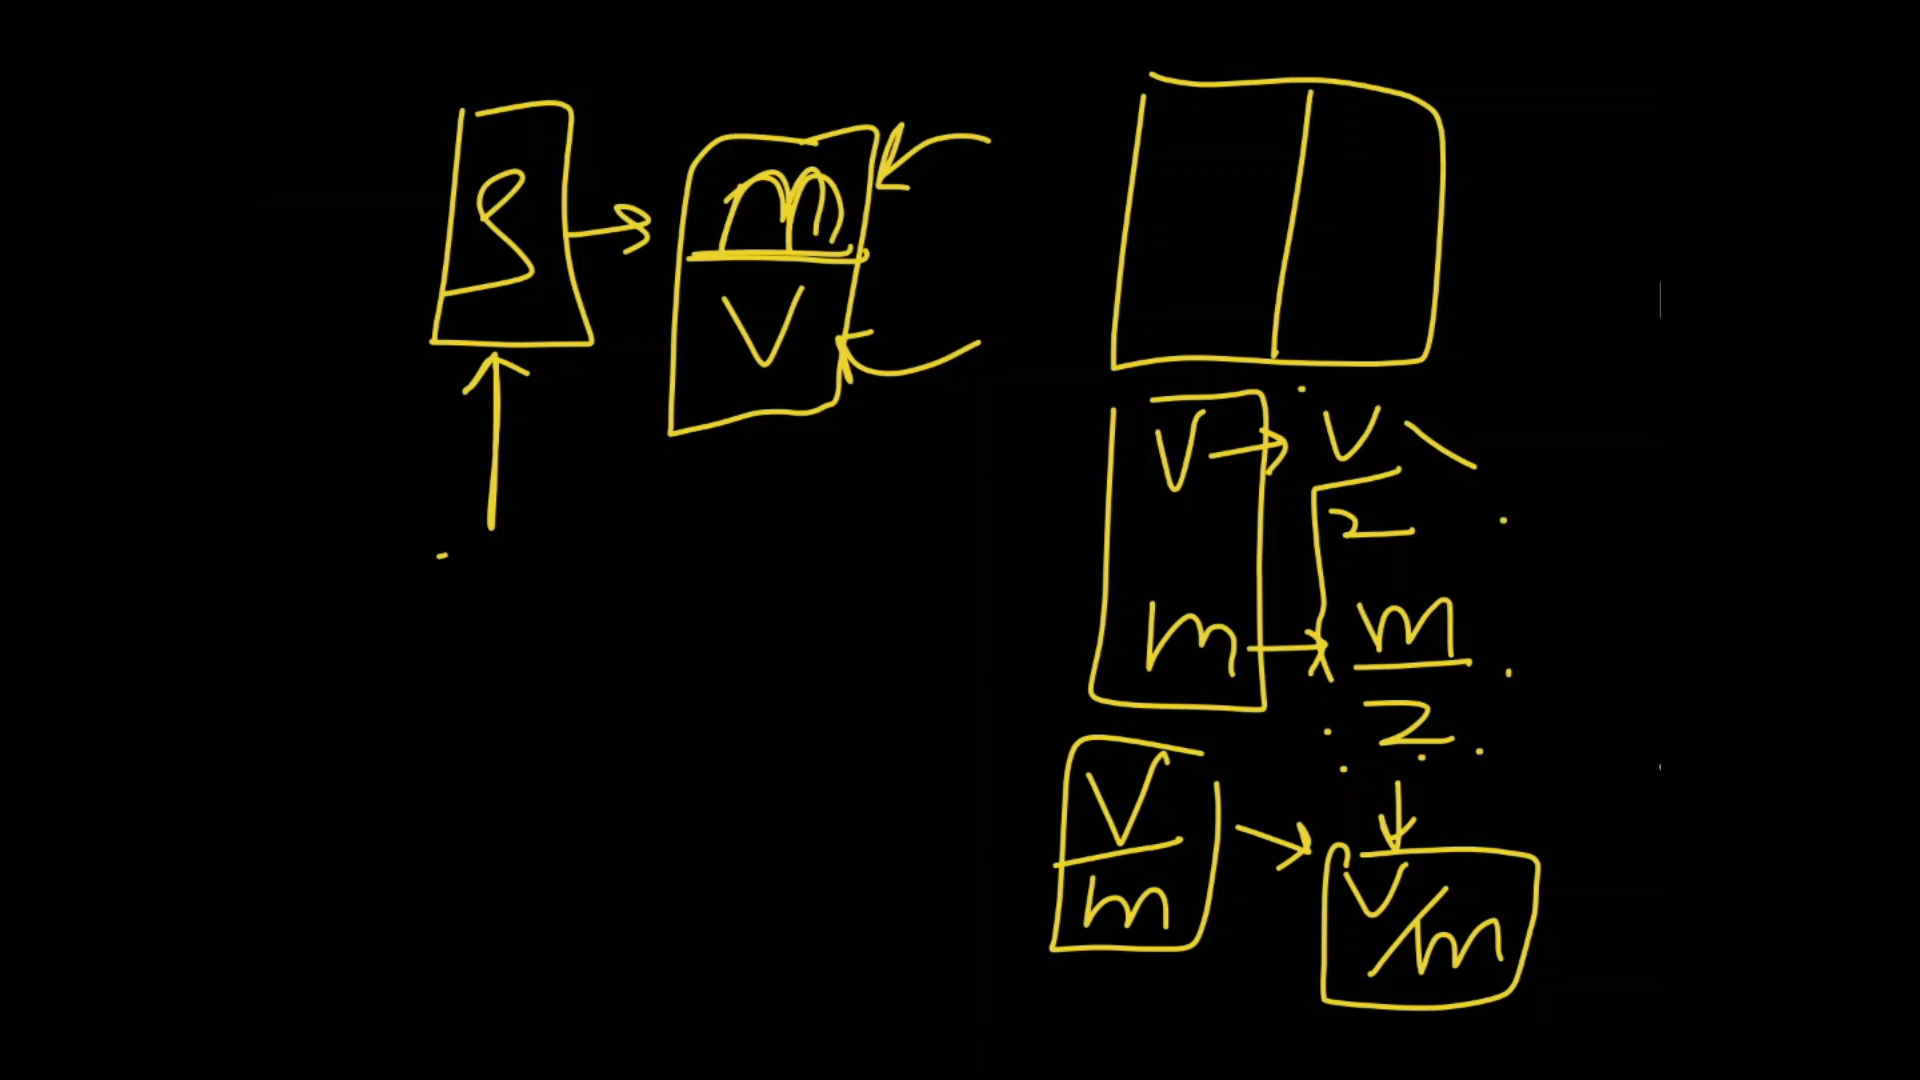 ρ → m/V
V → V/2
m → m/2
V/m → V/m